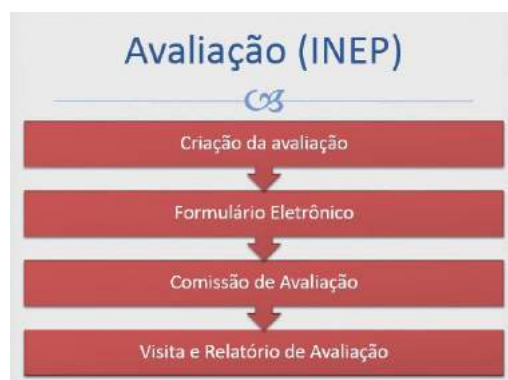 Avaliação (INEP)
Criação da avaliação
Formulário Eletrônico
Comissão de Avaliação
Visita e Relatório de Avaliação